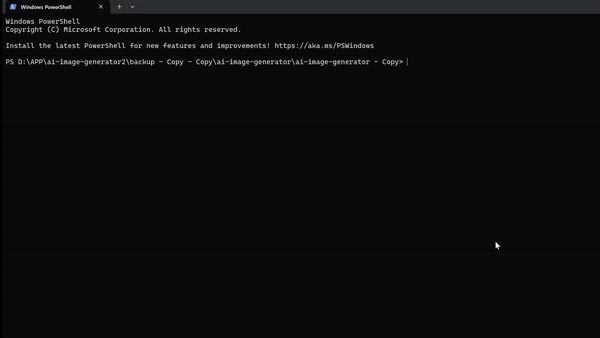 Windows PowerShell
Windows PowerShell
Copyright (C) Microsoft Corporation. All rights reserved.
Install the latest PowerShell for new features and improvements! https://aka.ms/PSWindows
PS D:\APP\ai-image-generator2\backup - Copy - Copy\ai-image-generator\ai-image-generator - Copy>